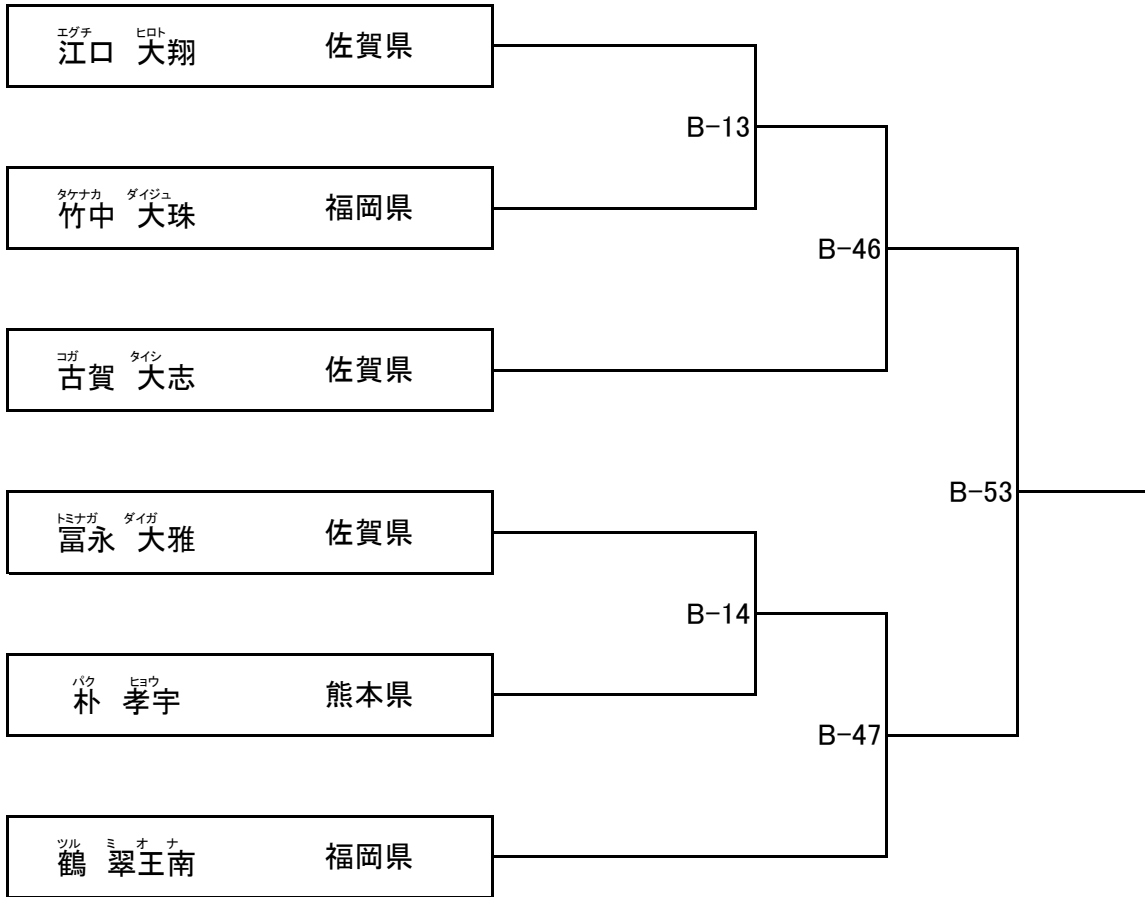 エグチ ヒロト
江口 大翔 佐賀県
B-13
タケナカ ダイジュ
竹中 大珠 福岡県
B-46
コガ タイシ
古賀 大志 佐賀県
B-53
トミナガ ダイガ
冨永 大雅 佐賀県
B-14
パク ヒョウ
朴 孝宇 熊本県
B-47
ツル ミオナ
鶴 翠王南 福岡県